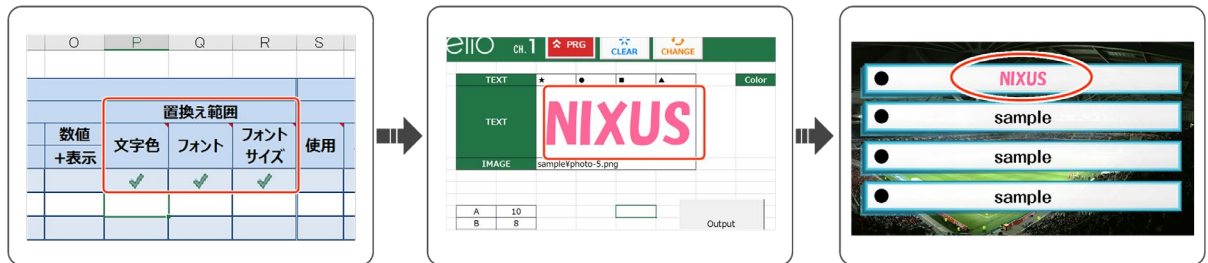 O P Q R S
置換え範囲
数値
+表示
文字色
フォント
フォント
サイズ
使用
elio CH.1 PRG CLEAR CHANGE
TEXT ★ ● ■ ▲ Color
TEXT
NIXUS
IMAGE sample¥photo-5.png
A 10
B 8
Output
NIXUS
sample
sample
sample